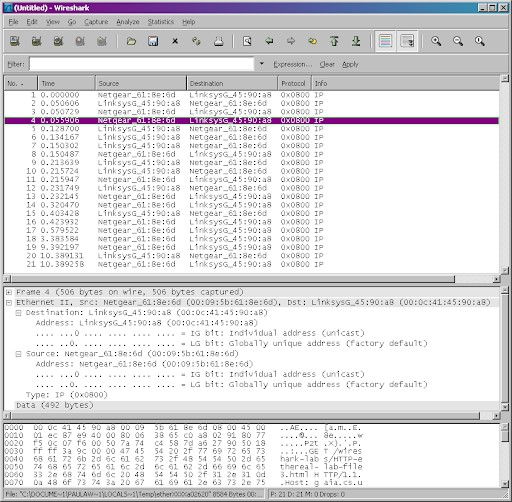 (Untitled) - Wireshark
File Edit View Go Capture Analyze Statistics Help
Filter: Expression... Clear Apply
No. - Time Source Destination Protocol Info
1 0.000000 Netgear_61:8e:6d LinksysG_45:90:a8 0x0800 IP
2 0.050606 LinksysG_45:90:a8 Netgear_61:8e:6d 0x0800 IP
3 0.050729 Netgear_61:8e:6d LinksysG_45:90:a8 0x0800 IP
4 0.055906 Netgear_61:8e:6d LinksysG_45:90:a8 0x0800 IP
5 0.128700 LinksysG_45:90:a8 Netgear_61:8e:6d 0x0800 IP
6 0.134167 Netgear_61:8e:6d LinksysG_45:90:a8 0x0800 IP
7 0.150302 LinksysG_45:90:a8 Netgear_61:8e:6d 0x0800 IP
8 0.150487 Netgear_61:8e:6d LinksysG_45:90:a8 0x0800 IP
9 0.213639 LinksysG_45:90:a8 Netgear_61:8e:6d 0x0800 IP
10 0.215724 LinksysG_45:90:a8 Netgear_61:8e:6d 0x0800 IP
11 0.215947 Netgear_61:8e:6d LinksysG_45:90:a8 0x0800 IP
12 0.231749 LinksysG_45:90:a8 Netgear_61:8e:6d 0x0800 IP
13 0.232145 Netgear_61:8e:6d LinksysG_45:90:a8 0x0800 IP
14 0.320470 Netgear_61:8e:6d LinksysG_45:90:a8 0x0800 IP
15 0.403428 LinksysG_45:90:a8 Netgear_61:8e:6d 0x0800 IP
16 0.423932 LinksysG_45:90:a8 Netgear_61:8e:6d 0x0800 IP
17 0.579522 Netgear_61:8e:6d LinksysG_45:90:a8 0x0800 IP
18 3.383584 Netgear_61:8e:6d LinksysG_45:90:a8 0x0800 IP
19 9.392197 Netgear_61:8e:6d LinksysG_45:90:a8 0x0800 IP
20 10.389131 LinksysG_45:90:a8 Netgear_61:8e:6d 0x0800 IP
21 10.389258 Netgear_61:8e:6d LinksysG_45:90:a8 0x0800 IP
Frame 4 (506 bytes on wire, 506 bytes captured)
Ethernet II, Src: Netgear_61:8e:6d (00:09:5b:61:8e:6d), Dst: LinksysG_45:90:a8 (00:0c:41:45:90:a8)
Destination: LinksysG_45:90:a8 (00:0c:41:45:90:a8)
Address: LinksysG_45:90:a8 (00:0c:41:45:90:a8)
.... ...0 .... .... .... .... = IG bit: Individual address (unicast)
.... ..0. .... .... .... .... = LG bit: Globally unique address (factory default)
Source: Netgear_61:8e:6d (00:09:5b:61:8e:6d)
Address: Netgear_61:8e:6d (00:09:5b:61:8e:6d)
.... ...0 .... .... .... .... = IG bit: Individual address (unicast)
.... ..0. .... .... .... .... = LG bit: Globally unique address (factory default)
Type: IP (0x0800)
Data (492 bytes)
0000 00 0c 41 45 90 a8 00 09 5b 61 8e 6d 08 00 45 00 ..AE.... [a.m..E.
0010 01 ec 87 e9 40 00 80 06 38 65 c0 a8 02 91 80 77 ....@... 8e.....w
0020 f5 0c 07 f6 00 50 7a 74 c4 58 7d a6 27 90 50 18 .....Pzt .X}.'.P.
0030 ff ff 3a 9c 00 00 47 45 54 20 2f 77 69 72 65 73 ..:...GE T /wires
0040 68 61 72 6b 2d 6c 61 62 73 2f 48 54 54 50 2d 65 hark-lab s/HTTP-e
0050 74 68 65 72 65 61 6c 2d 6c 61 62 2d 66 69 6c 65 thereal- lab-file
0060 33 2e 68 74 6d 6c 20 48 54 54 50 2f 31 2e 31 0d 3.html H TTP/1.1.
0070 0a 48 6f 73 74 3a 20 67 61 69 61 2e 63 73 2e 75 .Host: g aia.cs.u
File: "C:\DOCUME~1\PAULAW~1\LOCALS~1\Temp\etherXXXXa02620" 8584 Bytes 00:... P: 21 D: 21 M: 0 Drops: 0